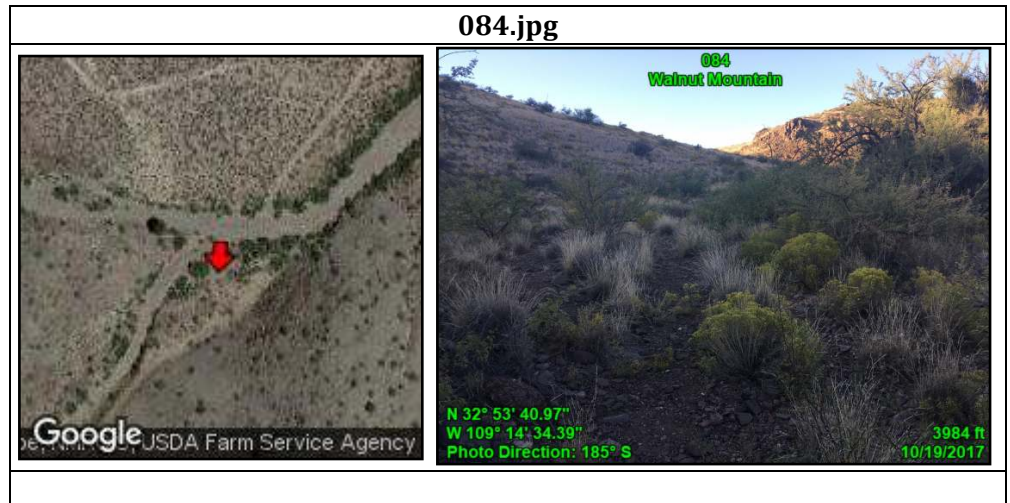 084.jpg
084
Walnut Mountain
N 32° 53' 40.97"
W 109° 14' 34.39"
Photo Direction: 185° S
3984 ft
10/19/2017
Google
USDA Farm Service Agency